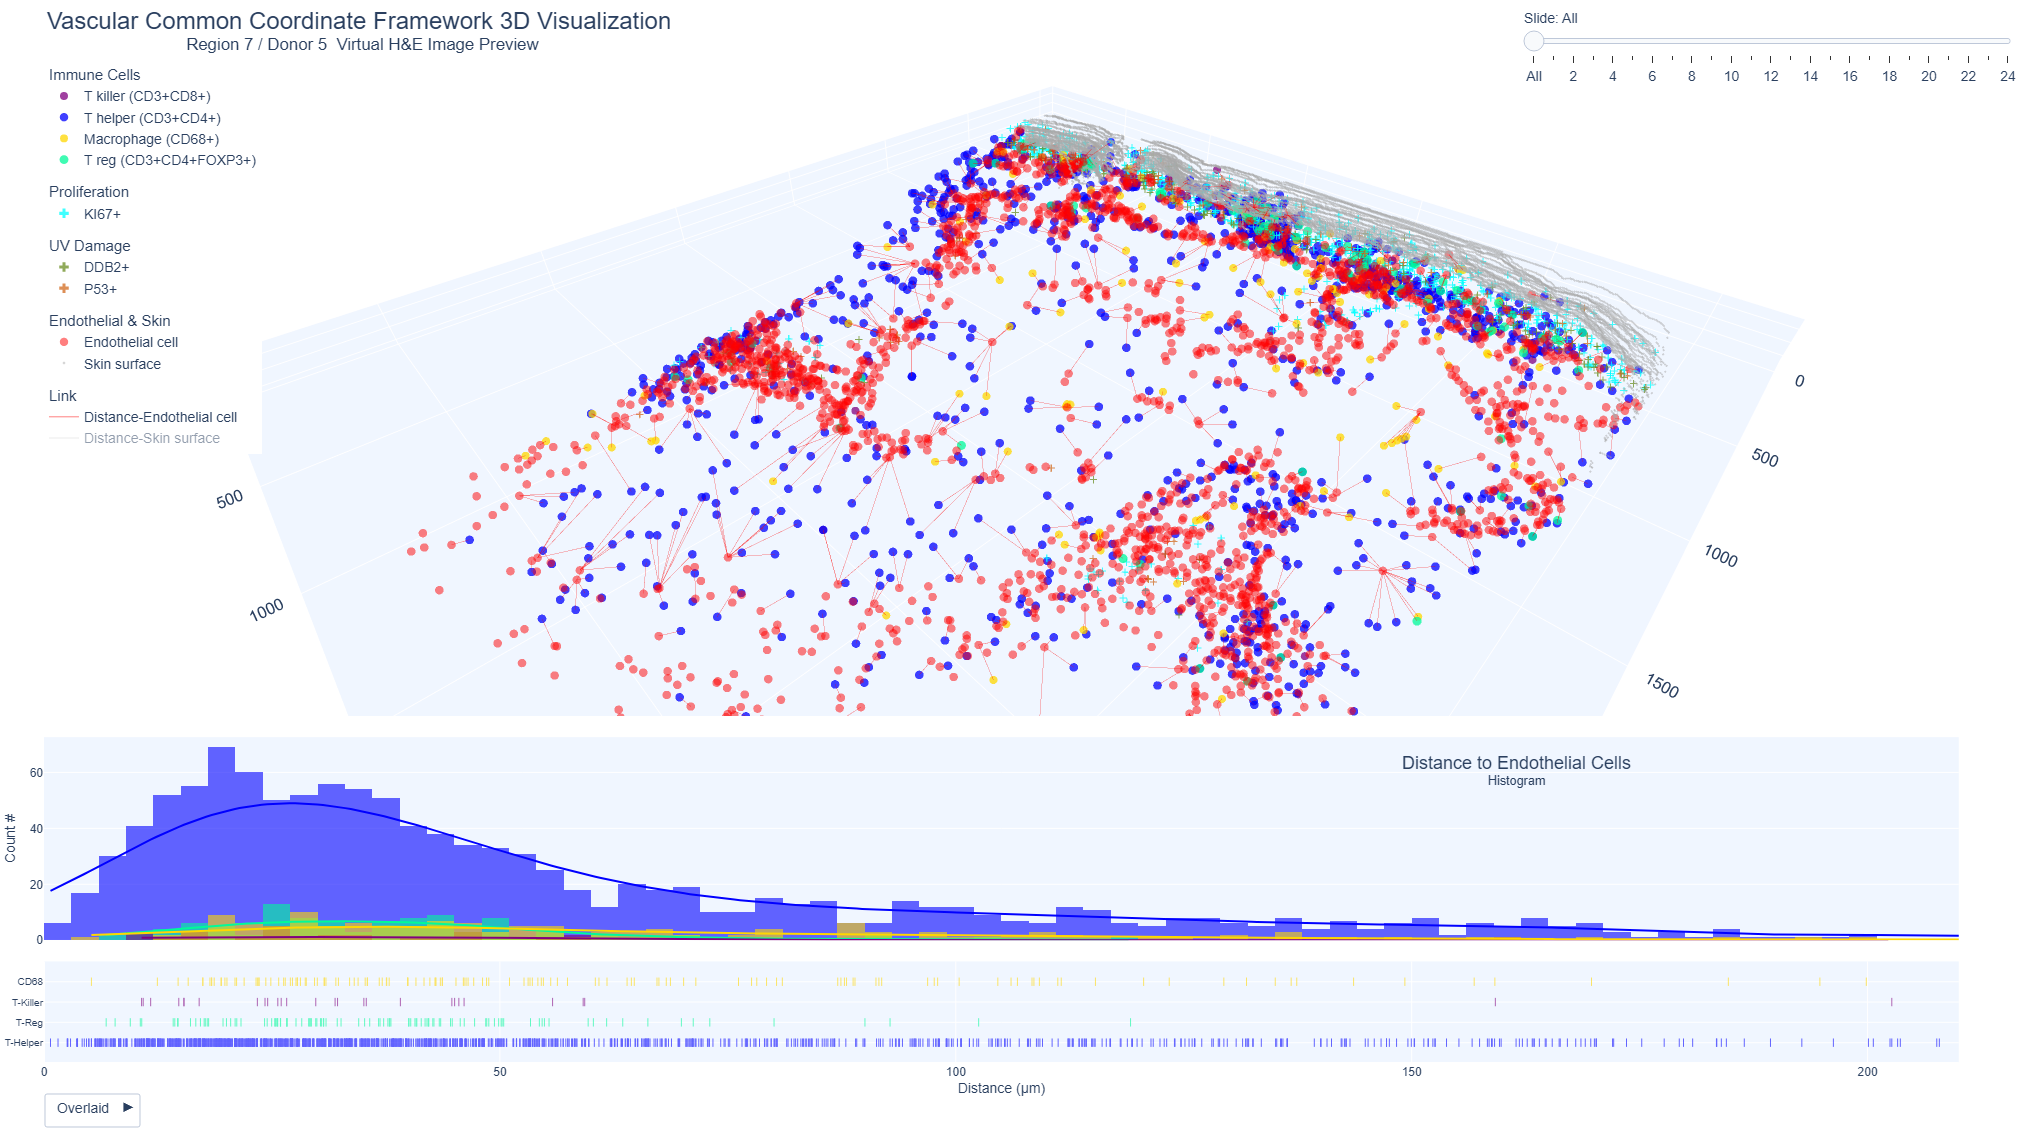 Vascular Common Coordinate Framework 3D Visualization
Region 7 / Donor 5  Virtual H&E Image Preview
Slide: All
All 2 4 6 8 10 12 14 16 18 20 22 24
Immune Cells
T killer (CD3+CD8+)
T helper (CD3+CD4+)
Macrophage (CD68+)
T reg (CD3+CD4+FOXP3+)
Proliferation
KI67+
UV Damage
DDB2+
P53+
Endothelial & Skin
Endothelial cell
Skin surface
Link
Distance-Endothelial cell
Distance-Skin surface
500
1000
0
500
1000
1500
Distance to Endothelial Cells
Histogram
Count #
60
40
20
0
CD68
T-Killer
T-Reg
T-Helper
0 50 100 150 200
Distance (μm)
Overlaid ▶